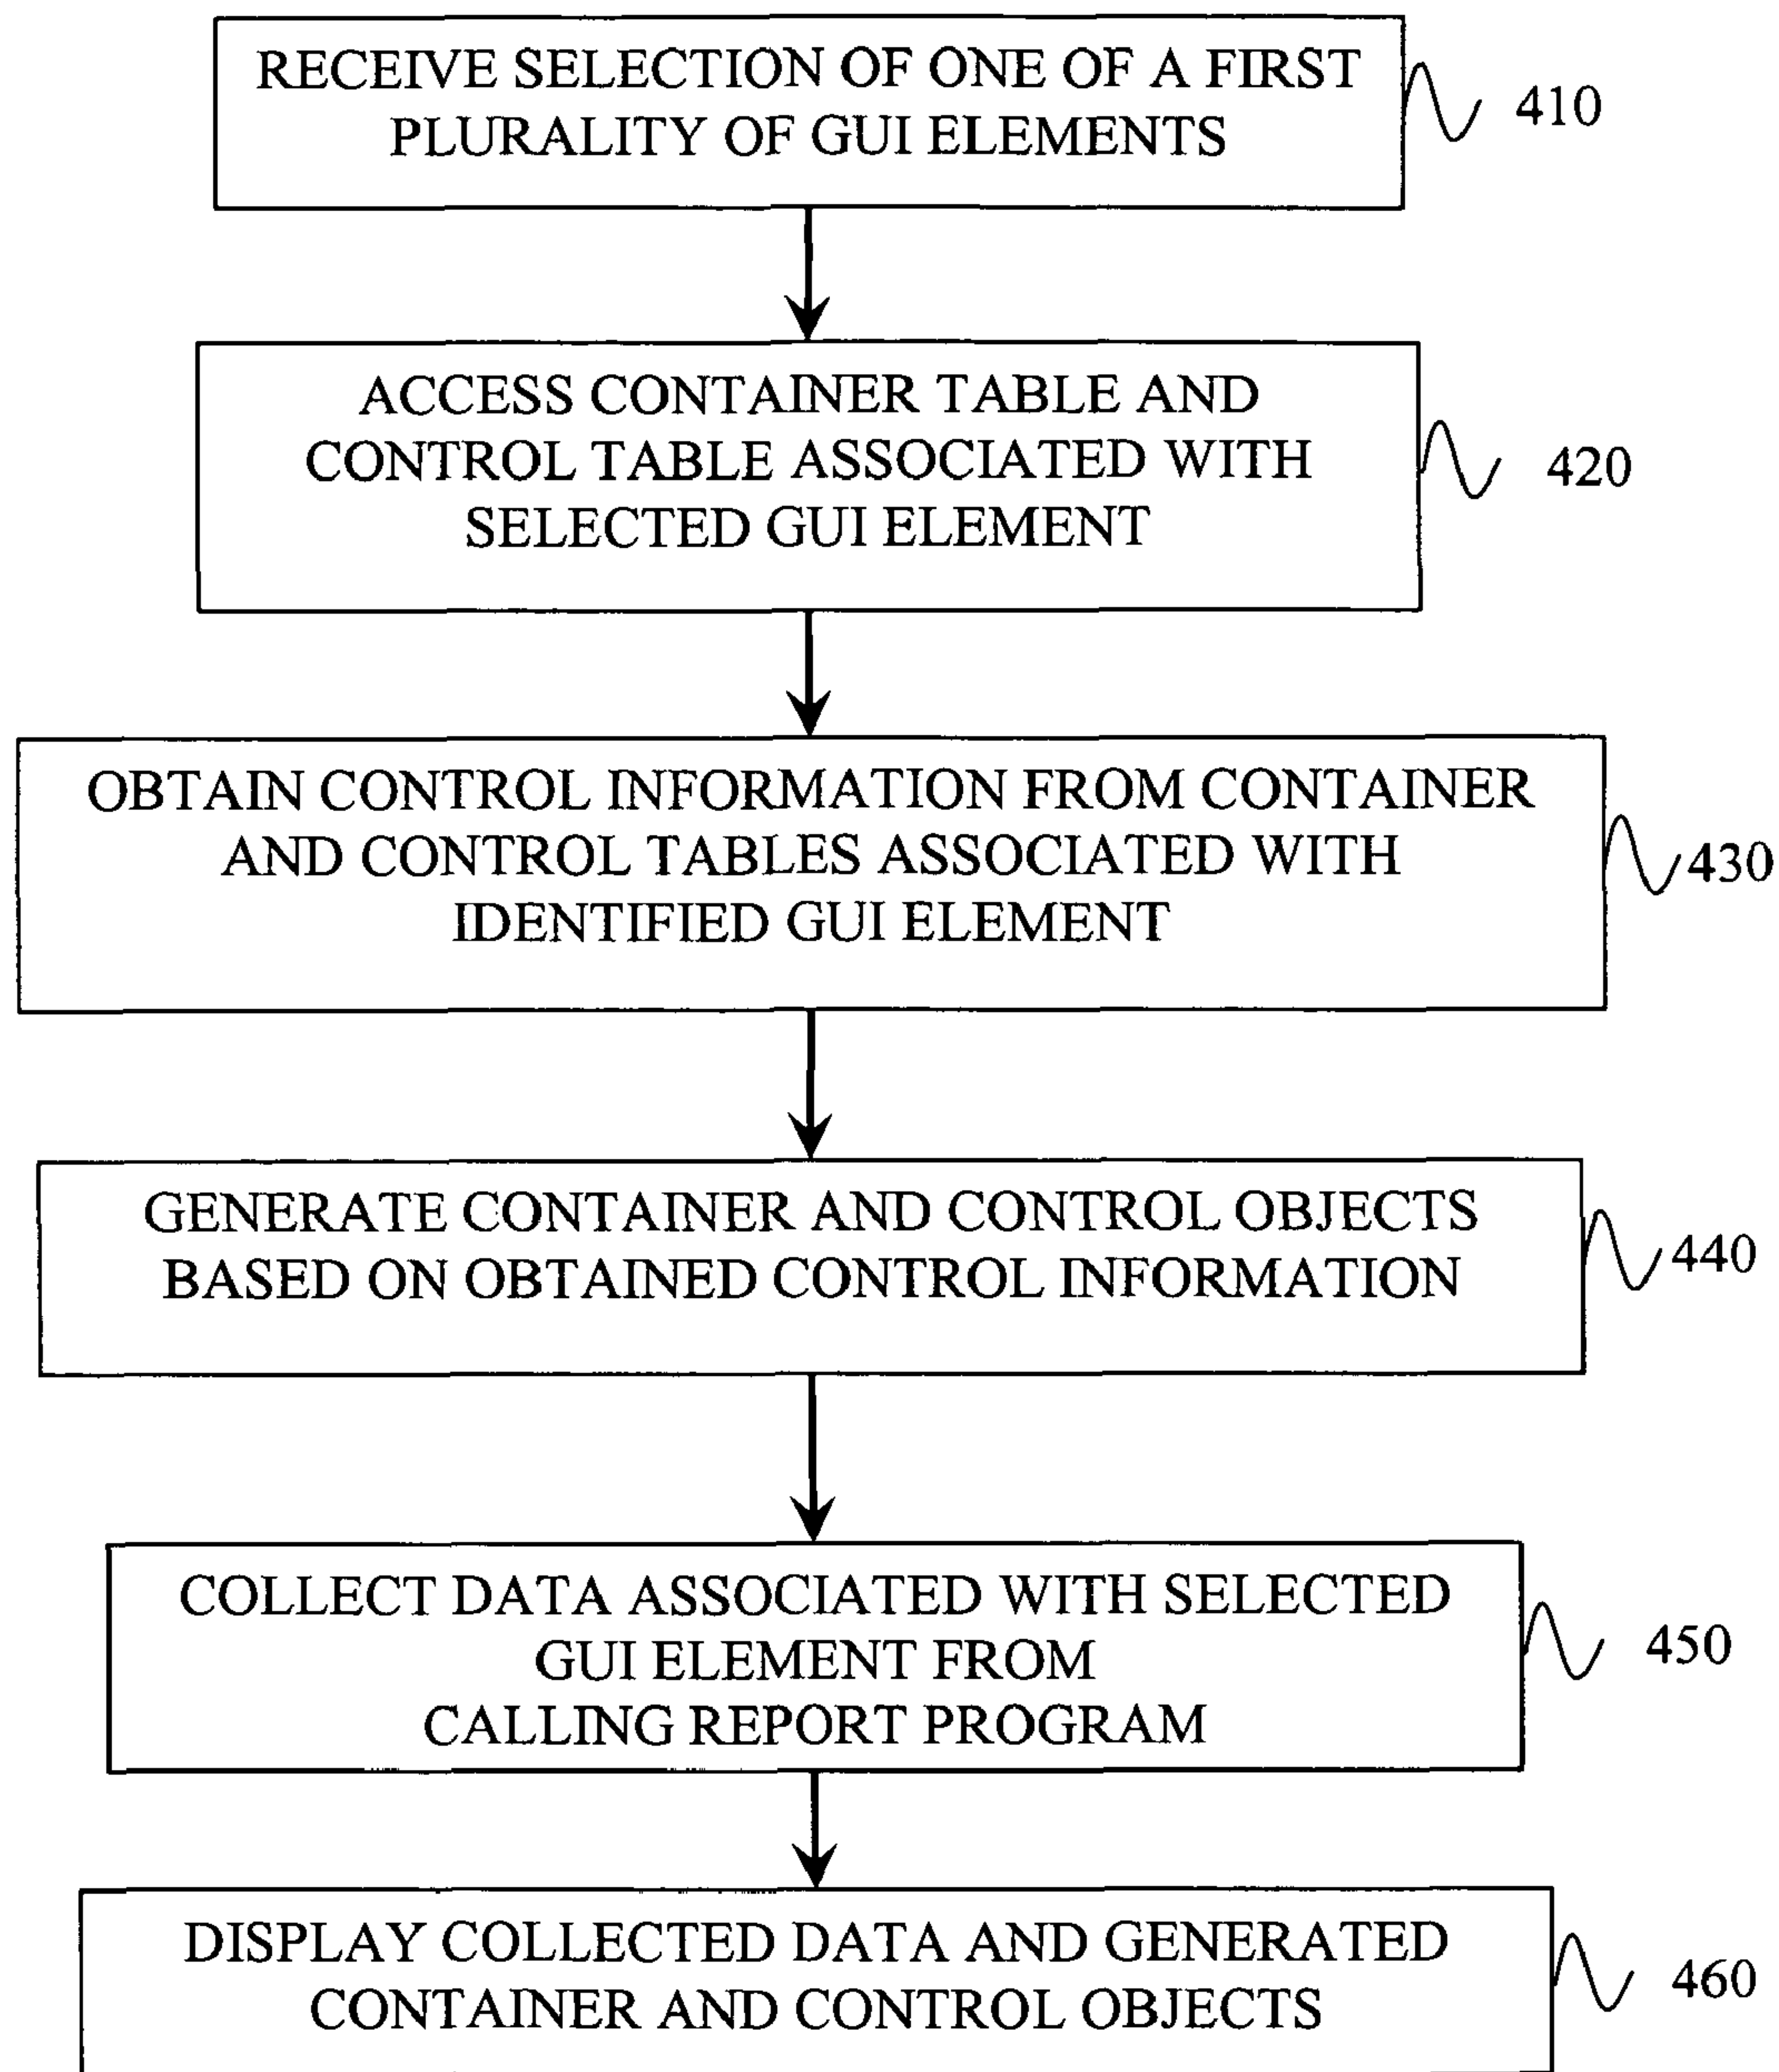 RECEIVE SELECTION OF ONE OF A FIRST
PLURALITY OF GUI ELEMENTS
410
ACCESS CONTAINER TABLE AND
CONTROL TABLE ASSOCIATED WITH
SELECTED GUI ELEMENT
420
OBTAIN CONTROL INFORMATION FROM CONTAINER
AND CONTROL TABLES ASSOCIATED WITH
IDENTIFIED GUI ELEMENT
430
GENERATE CONTAINER AND CONTROL OBJECTS
BASED ON OBTAINED CONTROL INFORMATION
440
COLLECT DATA ASSOCIATED WITH SELECTED
GUI ELEMENT FROM
CALLING REPORT PROGRAM
450
DISPLAY COLLECTED DATA AND GENERATED
CONTAINER AND CONTROL OBJECTS
460